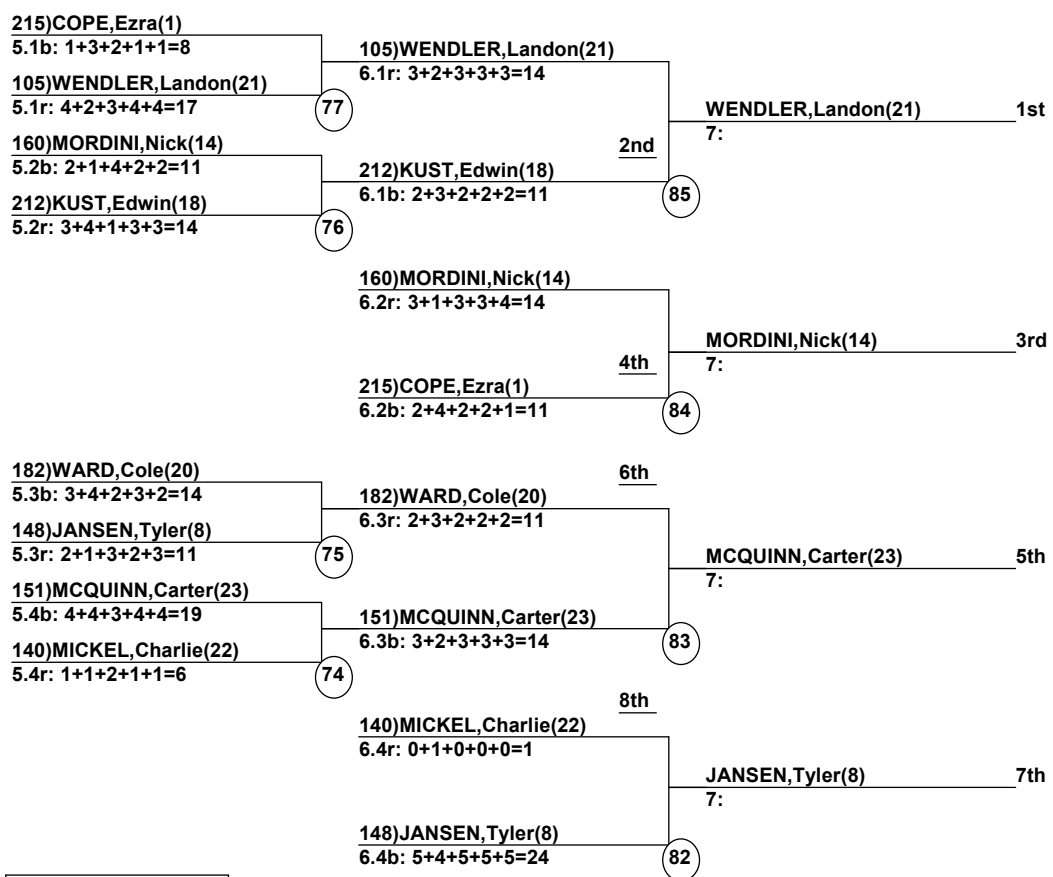 215)COPE,Ezra(1)
5.1b: 1+3+2+1+1=8
105)WENDLER,Landon(21)
5.1r: 4+2+3+4+4=17
77
160)MORDINI,Nick(14)
5.2b: 2+1+4+2+2=11
212)KUST,Edwin(18)
5.2r: 3+4+1+3+3=14
76
105)WENDLER,Landon(21)
6.1r: 3+2+3+3+3=14
2nd
212)KUST,Edwin(18)
6.1b: 2+3+2+2+2=11
85
WENDLER,Landon(21) 1st
7:
160)MORDINI,Nick(14)
6.2r: 3+1+3+3+4=14
4th
215)COPE,Ezra(1)
6.2b: 2+4+2+2+1=11
84
MORDINI,Nick(14) 3rd
7:
182)WARD,Cole(20)
5.3b: 3+4+2+3+2=14
148)JANSEN,Tyler(8)
5.3r: 2+1+3+2+3=11
75
151)MCQUINN,Carter(23)
5.4b: 4+4+3+4+4=19
140)MICKEL,Charlie(22)
5.4r: 1+1+2+1+1=6
74
6th
182)WARD,Cole(20)
6.3r: 2+3+2+2+2=11
151)MCQUINN,Carter(23)
6.3b: 3+2+3+3+3=14
83
MCQUINN,Carter(23) 5th
7:
8th
140)MICKEL,Charlie(22)
6.4r: 0+1+0+0+0=1
148)JANSEN,Tyler(8)
6.4b: 5+4+5+5+5=24
82
JANSEN,Tyler(8) 7th
7: